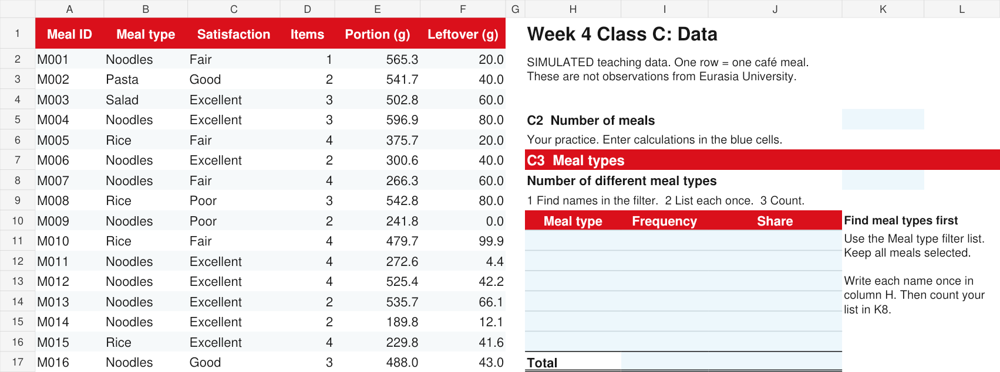 A B C D E F G H I J K L
1 Meal ID Meal type Satisfaction Items Portion (g) Leftover (g) Week 4 Class C: Data
2 M001 Noodles Fair 1 565.3 20.0 SIMULATED teaching data. One row = one café meal.
These are not observations from Eurasia University.
3 M002 Pasta Good 2 541.7 40.0
4 M003 Salad Excellent 3 502.8 60.0
5 M004 Noodles Excellent 3 596.9 80.0 C2 Number of meals
6 M005 Rice Fair 4 375.7 20.0 Your practice. Enter calculations in the blue cells.
7 M006 Noodles Excellent 2 300.6 40.0 C3 Meal types
8 M007 Noodles Fair 4 266.3 60.0 Number of different meal types
9 M008 Rice Poor 3 542.8 80.0 1 Find names in the filter. 2 List each once. 3 Count.
10 M009 Noodles Poor 2 241.8 0.0 Meal type Frequency Share Find meal types first
11 M010 Rice Fair 4 479.7 99.9 Use the Meal type filter list.
Keep all meals selected.
12 M011 Noodles Excellent 4 272.6 4.4
13 M012 Noodles Excellent 4 525.4 42.2 Write each name once in
14 M013 Noodles Excellent 2 535.7 66.1 column H. Then count your
list in K8.
15 M014 Noodles Excellent 2 189.8 12.1
16 M015 Rice Excellent 4 229.8 41.6
17 M016 Noodles Good 3 488.0 43.0 Total